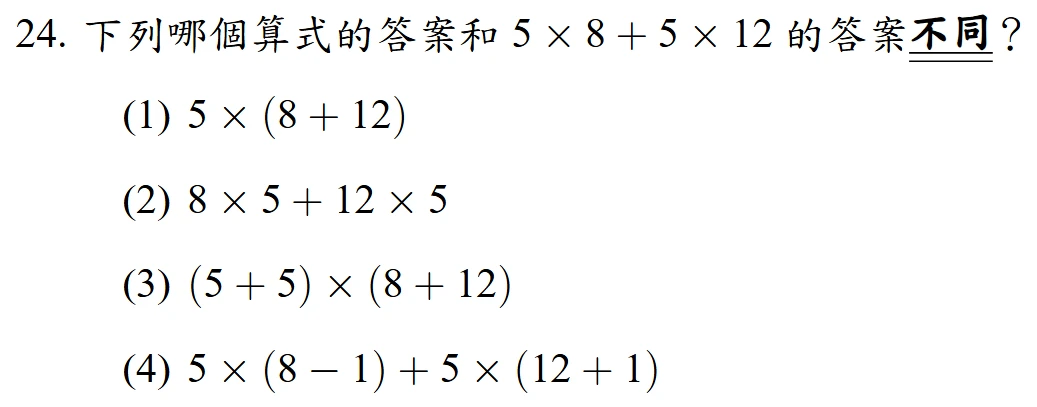 24. 下列哪個算式的答案和 5 × 8 + 5 × 12 的答案不同？
(1) 5 × (8 + 12)
(2) 8 × 5 + 12 × 5
(3) (5 + 5) × (8 + 12)
(4) 5 × (8 − 1) + 5 × (12 + 1)